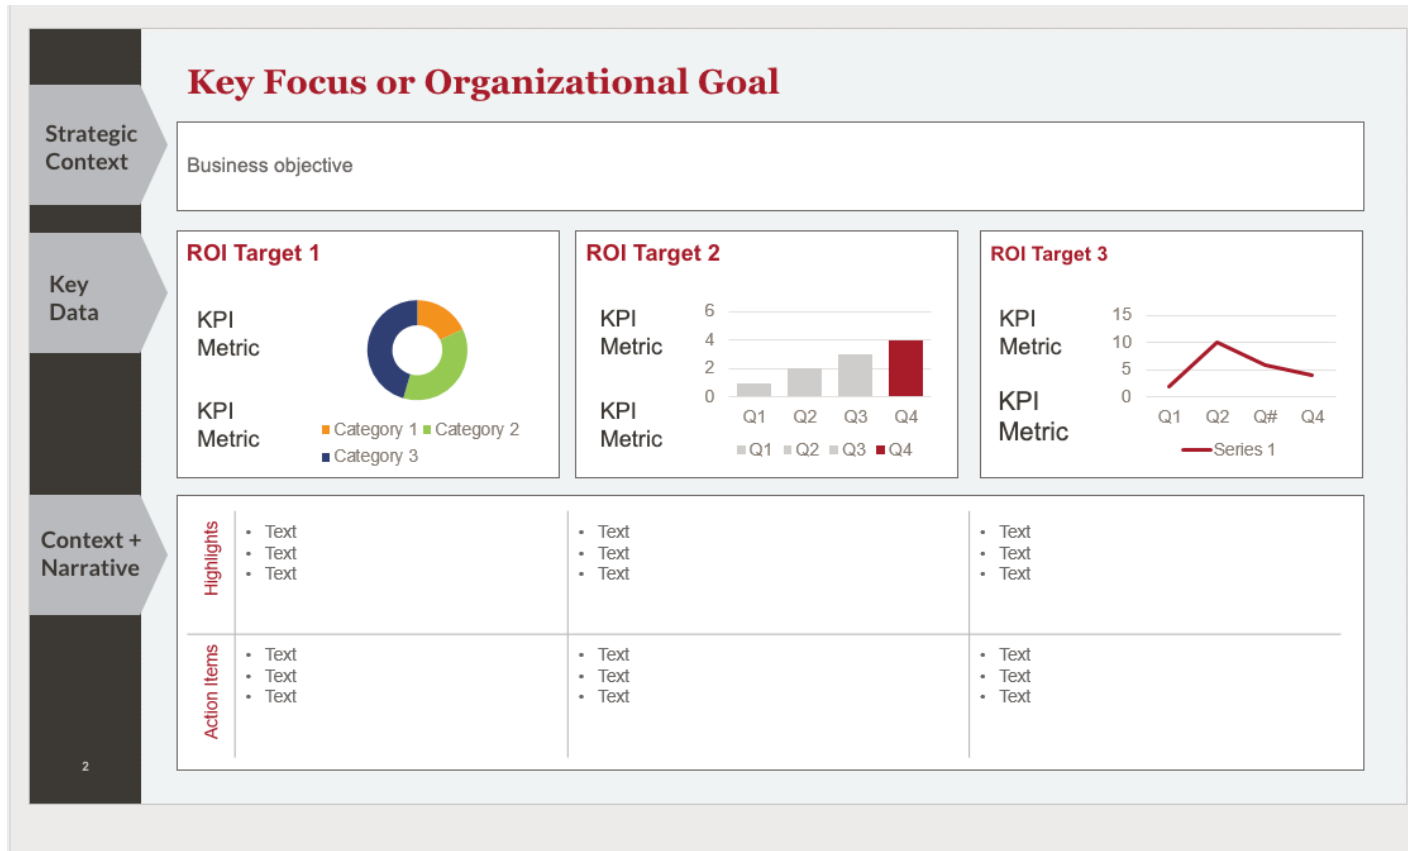 Key Focus or Organizational Goal
Strategic
Context
Business objective
Key
Data
ROI Target 1
KPI
Metric
KPI
Metric
Category 1
Category 2
Category 3
ROI Target 2
KPI
Metric
KPI
Metric
6
4
2
0
Q1 Q2 Q3 Q4
Q1 Q2 Q3 Q4
ROI Target 3
KPI
Metric
KPI
Metric
15
10
5
0
Q1 Q2 Q# Q4
Series 1
Context +
Narrative
Highlights
• Text
• Text
• Text
• Text
• Text
• Text
• Text
• Text
• Text
Action Items
• Text
• Text
• Text
• Text
• Text
• Text
• Text
• Text
• Text
2